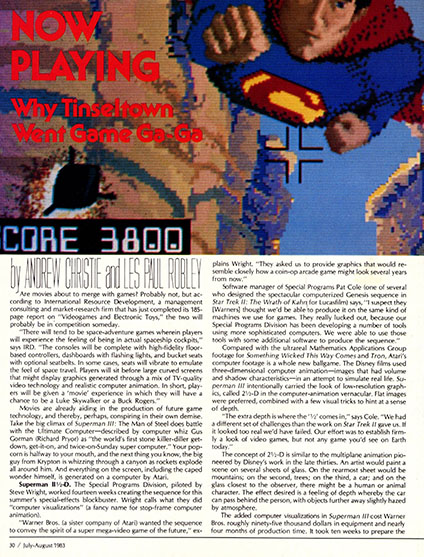 NOW
PLAYING
Why Tinseltown
Went Game Ga-Ga
CORE 3800
by ANDREW CHRISTIE and LES PAUL ROBLEY
"Are movies about to merge with games? Probably not, but ac-
cording to International Resource Development, a management
consulting and market-research firm that has just completed its 185-
page report on "Videogames and Electronic Toys," the two will
probably be in competition someday.
"There will tend to be space-adventure games wherein players
will experience the feeling of being in actual spaceship cockpits,"
says IRD. "The consoles will be complete with high-fidelity floor-
based controllers, dashboards with flashing lights, and bucket seats
with optional seatbelts. In some cases, seats will vibrate to emulate
the feel of space travel. Players will sit before large curved screens
that might display graphics generated through a mix of TV-quality
video technology and realistic computer animation. In short, play-
ers will be given a 'movie' experience in which they will have a
chance to be a Luke Skywalker or a Buck Rogers."
Movies are already aiding in the production of future game
technology, and thereby, perhaps, conspiring in their own demise.
Take the big climax of Superman III: The Man of Steel does battle
with the Ultimate Computer—described by computer whiz Gus
Gorman (Richard Pryor) as "the world's first stone killer-diller get-
down, get-it-on, and twice-on-Sunday super computer." Your pop-
corn is halfway to your mouth, and the next thing you know, the big
guy from Krypton is whizzing through a canyon as rockets explode
all around him. And everything on the screen, including the caped
wonder himself, is generated on a computer by Atari.
Superman III½-D. The Special Programs Division, piloted by
Steve Wright, worked fourteen weeks creating the sequence for this
summer's special-effects blockbuster. Wright calls what they did
"computer visualizations" (a fancy name for stop-frame computer
animation).
"Warner Bros. (a sister company of Atari) wanted the sequence
to convey the spirit of a super mega-video game of the future," ex-
plains Wright. "They asked us to provide graphics that would re-
semble closely how a coin-op arcade game might look several years
from now."
Software manager of Special Programs Pat Cole (one of several
who designed the spectacular computerized Genesis sequence in
Star Trek II: The Wrath of Kahn for Lucasfilm) says, "I suspect they
[Warners] thought we'd be able to produce it on the same kind of
machines we use for games. They really lucked out, because our
Special Programs Division has been developing a number of tools
using more sophisticated computers. We were able to use those
tools with some additional software to produce the sequence."
Compared with the ultrareal Mathematics Applications Group
footage for Something Wicked This Way Comes and Tron, Atari's
computer footage is a whole new ballgame. The Disney films used
three-dimensional computer animation—images that had volume
and shadow characteristics—in an attempt to simulate real life. Su-
perman III intentionally carried the look of low-resolution graph-
ics, called 2½-D in the computer-animation vernacular. Flat images
were preferred, combined with a few visual tricks to hint at a sense
of depth.
"The extra depth is where the '½' comes in," says Cole. "We had
a different set of challenges than the work on Star Trek II gave us. If
it looked too real we'd have failed. Our effort was to establish firm-
ly a look of video games, but not any game you'd see on Earth
today."
The concept of 2½-D is similar to the multiplane animation pio-
neered by Disney's work in the late thirties. An artist would paint a
scene on several sheets of glass. On the rearmost sheet would be
mountains; on the second, trees; on the third, a car; and on the
glass closest to the observer, there might be a human or animal
character. The effect desired is a feeling of depth whereby the car
can pass behind the person, with objects further away slightly hazed
by atmosphere.
The added computer visualizations in Superman III cost Warner
Bros. roughly ninety-five thousand dollars in equipment and nearly
four months of production time. It took ten weeks to prepare the
30 / July-August 1983